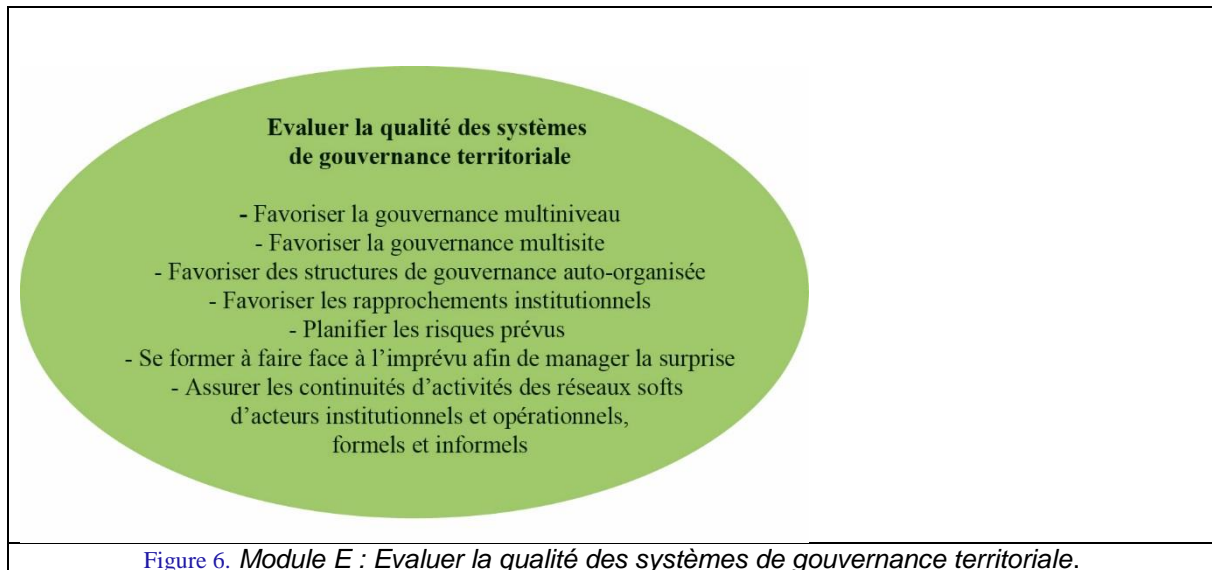 Evaluer la qualité des systèmes
de gouvernance territoriale
- Favoriser la gouvernance multiniveau
- Favoriser la gouvernance multisite
- Favoriser des structures de gouvernance auto-organisée
- Favoriser les rapprochements institutionnels
- Planifier les risques prévus
- Se former à faire face à l’imprévu afin de manager la surprise
- Assurer les continuités d’activités des réseaux softs
d’acteurs institutionnels et opérationnels,
formels et informels
Figure 6. Module E : Evaluer la qualité des systèmes de gouvernance territoriale.